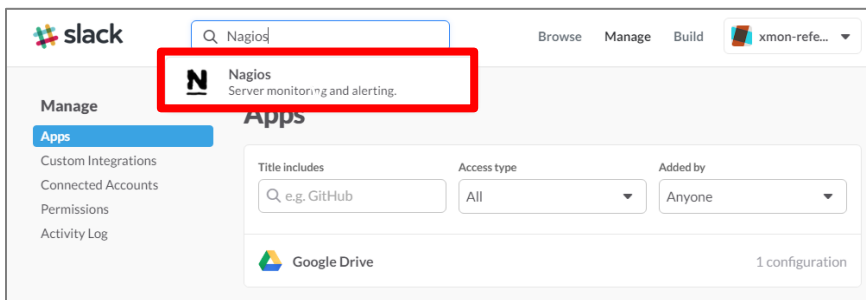 slack
Nagios
Browse Manage Build xmon-refe...
N Nagios
Server monitoring and alerting.
Manage
Apps
Apps
Custom Integrations
Connected Accounts
Permissions
Activity Log
Title includes Access type Added by
e.g. GitHub All Anyone
Google Drive 1 configuration